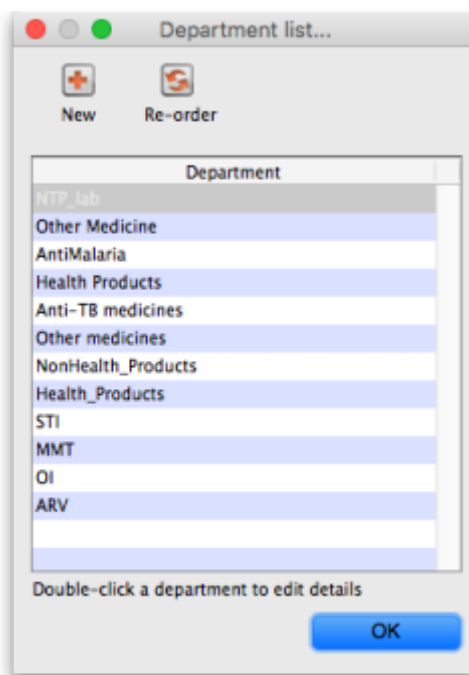 Department list...
New Re-order
Department
NTP_lab
Other Medicine
AntiMalaria
Health Products
Anti-TB medicines
Other medicines
NonHealth_Products
Health_Products
STI
MMT
OI
ARV
Double-click a department to edit details
OK